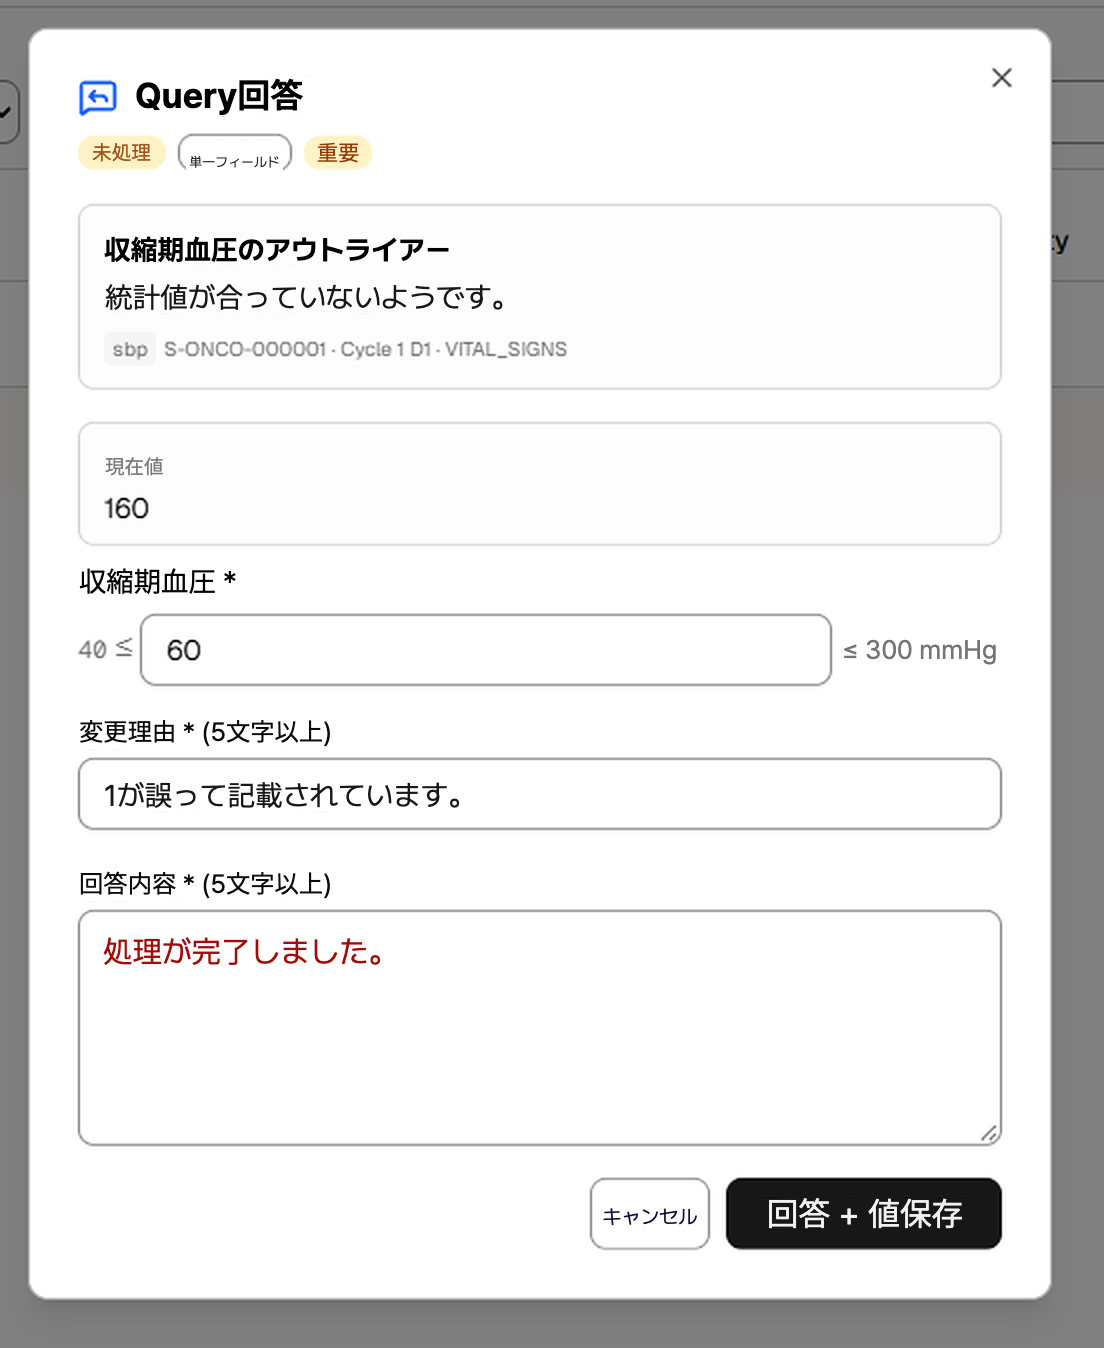 Query回答
未処理 単一フィールド 重要
収縮期血圧のアウトライアー
統計値が合っていないようです。
sbp S-ONCO-000001 · Cycle 1 D1 · VITAL_SIGNS
現在値
160
収縮期血圧 *
40 ≤ 60 ≤ 300 mmHg
変更理由 * (5文字以上)
1が誤って記載されています。
回答内容 * (5文字以上)
処理が完了しました。
キャンセル 回答 + 値保存